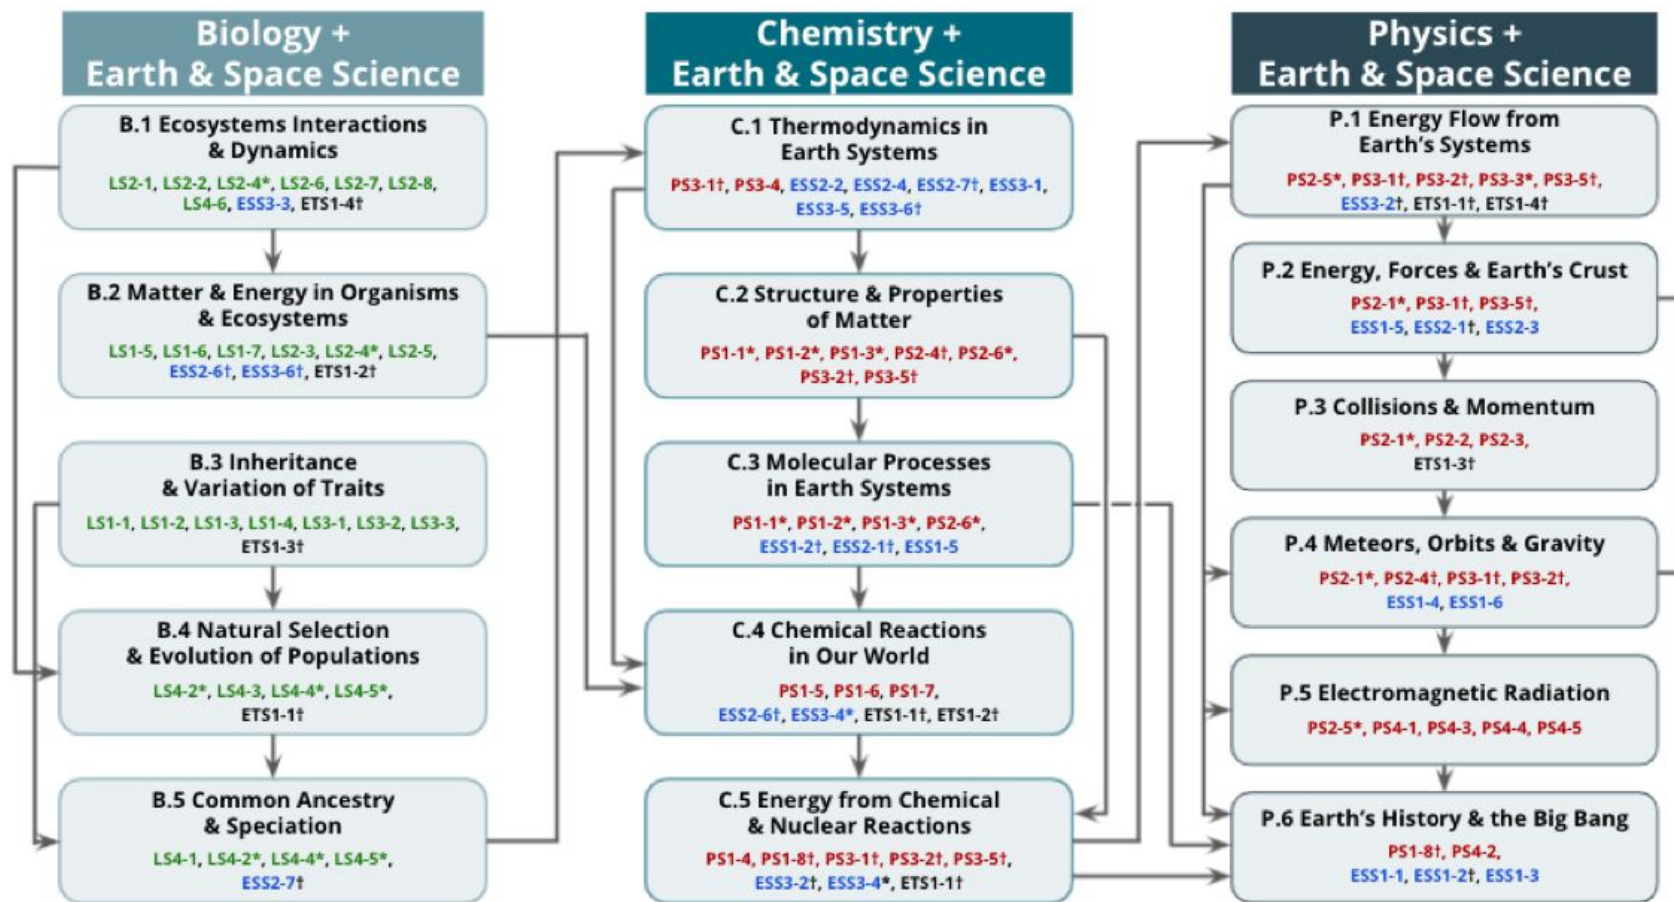 Biology +
Earth & Space Science
B.1 Ecosystems Interactions
& Dynamics
LS2-1, LS2-2, LS2-4*, LS2-6, LS2-7, LS2-8,
LS4-6, ESS3-3, ETS1-4†
B.2 Matter & Energy in Organisms
& Ecosystems
LS1-5, LS1-6, LS1-7, LS2-3, LS2-4*, LS2-5,
ESS2-6†, ESS3-6†, ETS1-2†
B.3 Inheritance
& Variation of Traits
LS1-1, LS1-2, LS1-3, LS1-4, LS3-1, LS3-2, LS3-3,
ETS1-3†
B.4 Natural Selection
& Evolution of Populations
LS4-2*, LS4-3, LS4-4*, LS4-5*,
ETS1-1†
B.5 Common Ancestry
& Speciation
LS4-1, LS4-2*, LS4-4*, LS4-5*,
ESS2-7†
Chemistry +
Earth & Space Science
C.1 Thermodynamics in
Earth Systems
PS3-1†, PS3-4, ESS2-2, ESS2-4, ESS2-7†, ESS3-1,
ESS3-5, ESS3-6†
C.2 Structure & Properties
of Matter
PS1-1*, PS1-2*, PS1-3*, PS2-4†, PS2-6*,
PS3-2†, PS3-5†
C.3 Molecular Processes
in Earth Systems
PS1-1*, PS1-2*, PS1-3*, PS2-6*,
ESS1-2†, ESS2-1†, ESS1-5
C.4 Chemical Reactions
in Our World
PS1-5, PS1-6, PS1-7,
ESS2-6†, ESS3-4*, ETS1-1†, ETS1-2†
C.5 Energy from Chemical
& Nuclear Reactions
PS1-4, PS1-8†, PS3-1†, PS3-2†, PS3-5†,
ESS3-2†, ESS3-4*, ETS1-1†
Physics +
Earth & Space Science
P.1 Energy Flow from
Earth's Systems
PS2-5*, PS3-1†, PS3-2†, PS3-3*, PS3-5†,
ESS3-2†, ETS1-1†, ETS1-4†
P.2 Energy, Forces & Earth's Crust
PS2-1*, PS3-1†, PS3-5†,
ESS1-5, ESS2-1†, ESS2-3
P.3 Collisions & Momentum
PS2-1*, PS2-2, PS2-3,
ETS1-3†
P.4 Meteors, Orbits & Gravity
PS2-1*, PS2-4†, PS3-1†, PS3-2†,
ESS1-4, ESS1-6
P.5 Electromagnetic Radiation
PS2-5*, PS4-1, PS4-3, PS4-4, PS4-5
P.6 Earth's History & the Big Bang
PS1-8†, PS4-2,
ESS1-1, ESS1-2†, ESS1-3